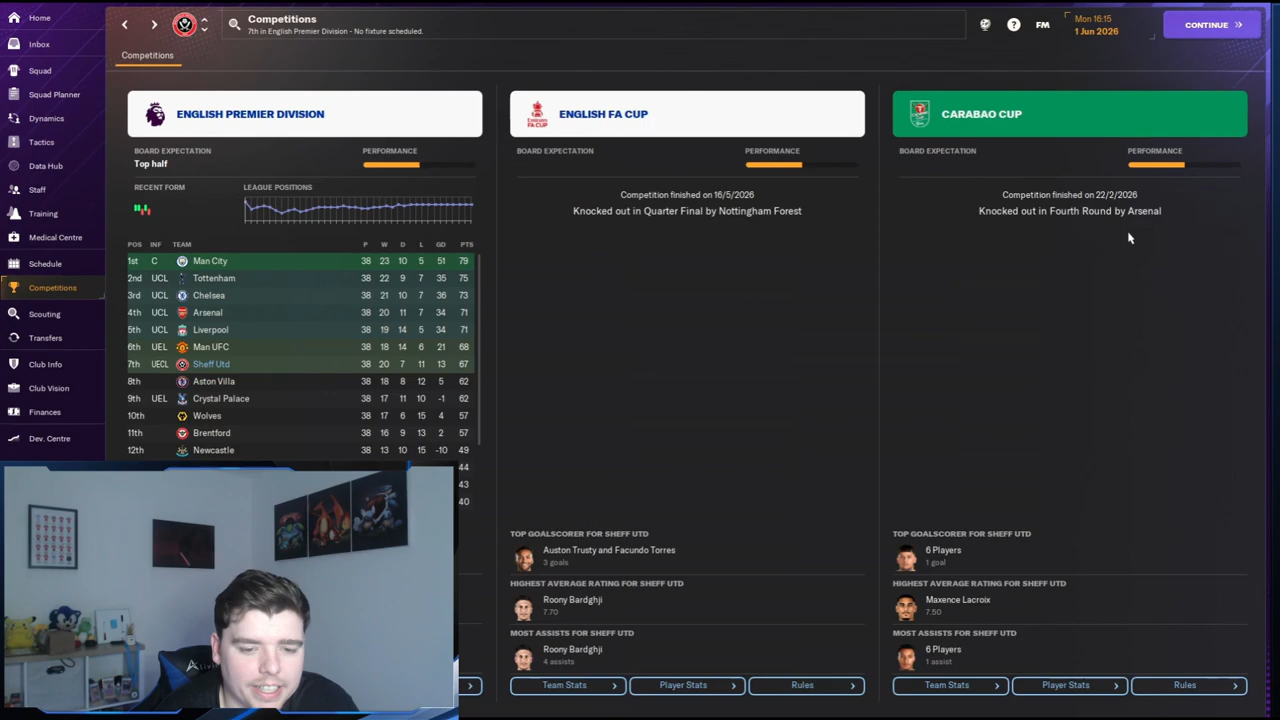 Home
Inbox
Squad
Squad Planner
Dynamics
Tactics
Data Hub
Staff
Training
Medical Centre
Schedule
Competitions
Scouting
Transfers
Club Info
Club Vision
Finances
Dev. Centre
Competitions
7th in English Premier Division - No fixture scheduled.
?
FM
Mon 16:15
1 Jun 2026
CONTINUE
Competitions
ENGLISH PREMIER DIVISION
BOARD EXPECTATION PERFORMANCE
Top half
RECENT FORM LEAGUE POSITIONS
POS INF TEAM P W D L GD PTS
1st C Man City 38 23 10 5 51 79
2nd UCL Tottenham 38 22 9 7 35 75
3rd UCL Chelsea 38 21 10 7 36 73
4th UCL Arsenal 38 20 11 7 34 71
5th UCL Liverpool 38 19 14 5 34 71
6th UEL Man UFC 38 18 14 6 21 68
7th UECL Sheff Utd 38 20 7 11 13 67
8th Aston Villa 38 18 8 12 5 62
9th UEL Crystal Palace 38 17 11 10 -1 62
10th Wolves 38 17 6 15 4 57
11th Brentford 38 16 9 13 2 57
12th Newcastle 38 13 10 15 -10 49
44
43
40
ENGLISH FA CUP
Emirates
FA CUP
BOARD EXPECTATION PERFORMANCE
Competition finished on 16/5/2026
Knocked out in Quarter Final by Nottingham Forest
TOP GOALSCORER FOR SHEFF UTD
Auston Trusty and Facundo Torres
3 goals
HIGHEST AVERAGE RATING FOR SHEFF UTD
Roony Bardghji
7.70
MOST ASSISTS FOR SHEFF UTD
Roony Bardghji
4 assists
Team Stats
Player Stats
Rules
CARABAO CUP
BOARD EXPECTATION PERFORMANCE
Competition finished on 22/2/2026
Knocked out in Fourth Round by Arsenal
TOP GOALSCORER FOR SHEFF UTD
6 Players
1 goal
HIGHEST AVERAGE RATING FOR SHEFF UTD
Maxence Lacroix
7.50
MOST ASSISTS FOR SHEFF UTD
6 Players
1 assist
Team Stats
Player Stats
Rules